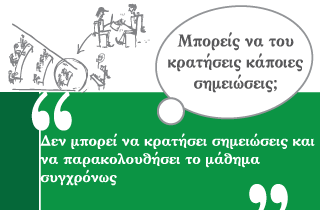 Μπορείς να του
κρατήσεις κάποιες
σημειώσεις;
“
Δεν μπορεί να κρατήσει σημειώσεις και
να παρακολουθήσει το μάθημα
συγχρόνως
”